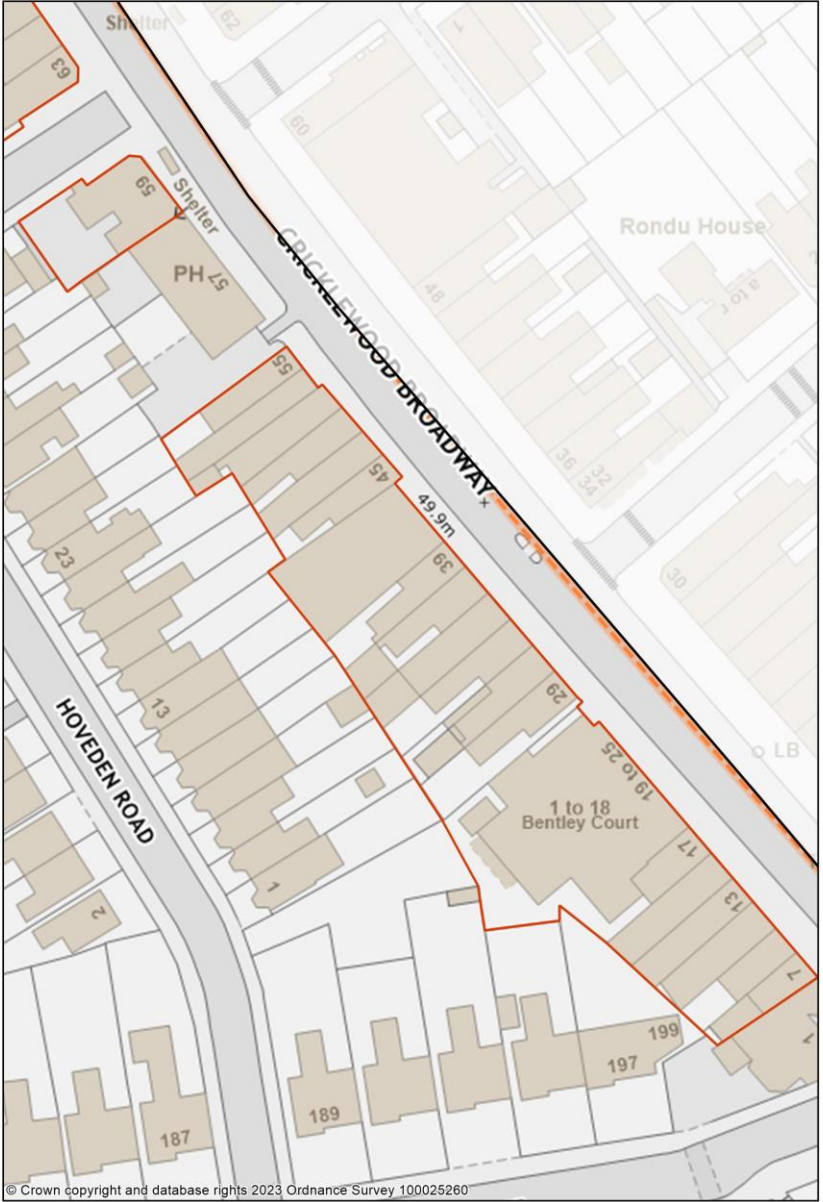 Shelter
62
63
60
59
Shelter
Rondu House
CRICKLEWOOD BROADWAY
PH
57
48
a to r
55
45
36
32
34
49.9m
39
23
30
29
13
HOVEDEN ROAD
19 to 25
LB
1 to 18
Bentley Court
17
1
13
2
7
199
1
197
189
187
© Crown copyright and database rights 2023 Ordnance Survey 100025260